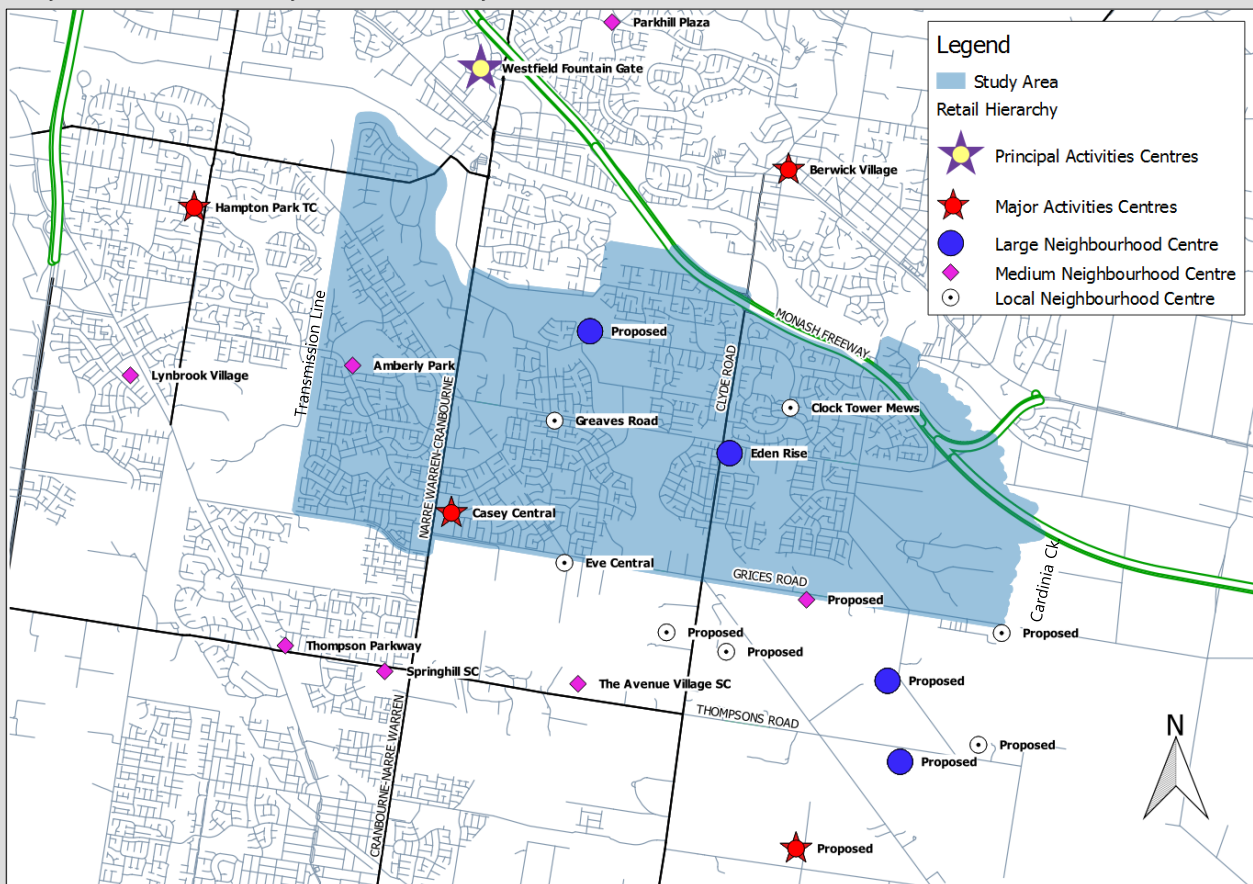 Parkhill Plaza
Westfield Fountain Gate
Berwick Village
Hampton Park TC
Legend
Study Area
Retail Hierarchy
Principal Activities Centres
Major Activities Centres
Large Neighbourhood Centre
Medium Neighbourhood Centre
Local Neighbourhood Centre
Transmission Line
Proposed
MONASH FREEWAY
Lynbrook Village
Amberly Park
CLYDE ROAD
Clock Tower Mews
Greaves Road
NARRE WARREN-CRANBOURNE
Eden Rise
Casey Central
Eve Central
GRICES ROAD
Cardinia Ck
Proposed
Proposed
Proposed
Proposed
Thompson Parkway
Springhill SC
The Avenue Village SC
Proposed
THOMPSONS ROAD
CRANBOURNE-NARRE WARREN
Proposed
Proposed
Proposed
N